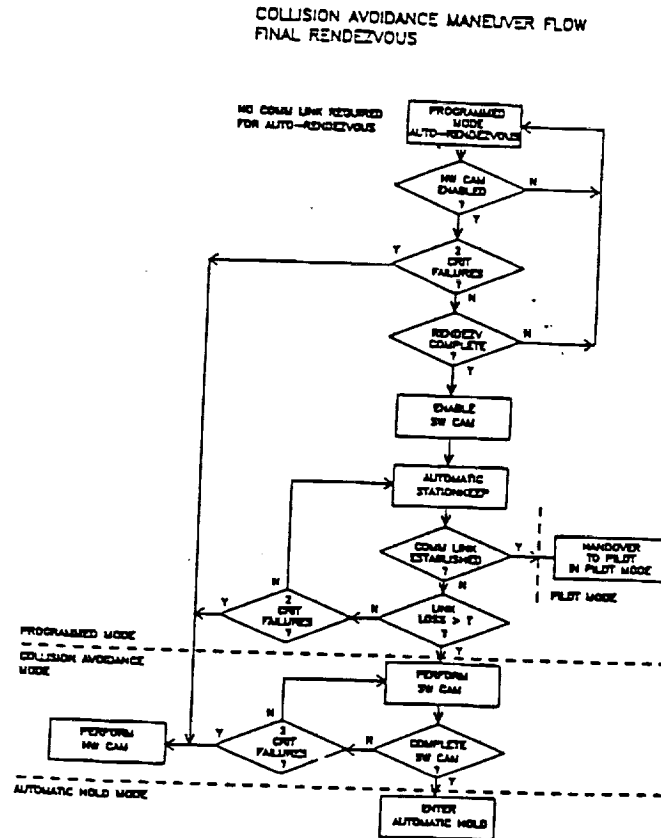 COLLISION AVOIDANCE MANEUVER FLOW
FINAL RENDEZVOUS
NO COMM LINK REQUIRED
FOR AUTO-RENDEZVOUS
PROGRAMMED
MODE
AUTO-RENDEZVOUS
HW CAM
ENABLED
?
N
Y
Y
2
CRIT
FAILURES
?
N
RENDEZV
COMPLETE
?
N
Y
ENABLE
SW CAM
AUTOMATIC
STATIONKEEP
COMM LINK
ESTABLISHED
?
Y
N
HANDOVER
TO PILOT
IN PILOT MODE
PILOT MODE
N
Y
2
CRIT
FAILURES
?
N
LINK
LOSS > T
?
Y
PROGRAMMED MODE
COLLISION AVOIDANCE
MODE
PERFORM
SW CAM
N
PERFORM
HW CAM
Y
2
CRIT
FAILURES
?
N
COMPLETE
SW CAM
?
Y
AUTOMATIC HOLD MODE
ENTER
AUTOMATIC HOLD